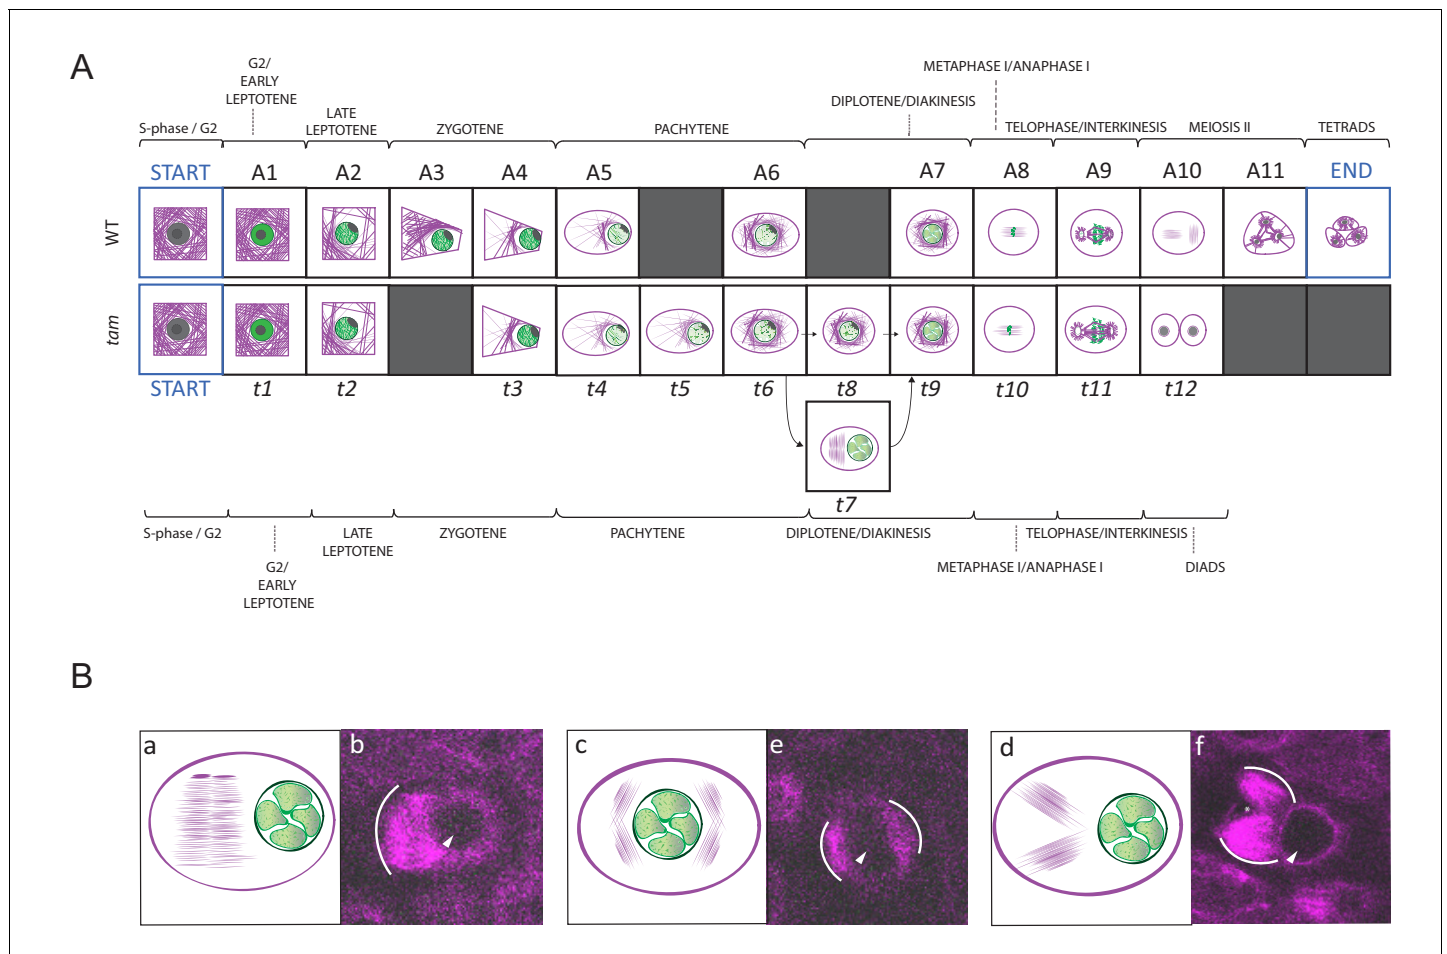 A
METAPHASE I/ANAPHASE I
G2/
EARLY
LEPTOTENE
DIPLOTENE/DIAKINESIS
LATE
LEPTOTENE
S-phase / G2
ZYGOTENE
PACHYTENE
TELOPHASE/INTERKINESIS
MEIOSIS II
TETRADS
START A1 A2 A3 A4 A5 A6 A7 A8 A9 A10 A11 END
WT
tam
START t1 t2 t3 t4 t5 t6 t8 t9 t10 t11 t12
t7
S-phase / G2
LATE
LEPTOTENE
ZYGOTENE
PACHYTENE
DIPLOTENE/DIAKINESIS
TELOPHASE/INTERKINESIS
G2/
EARLY
LEPTOTENE
METAPHASE I/ANAPHASE I
DIADS
B
a b c e d f
*